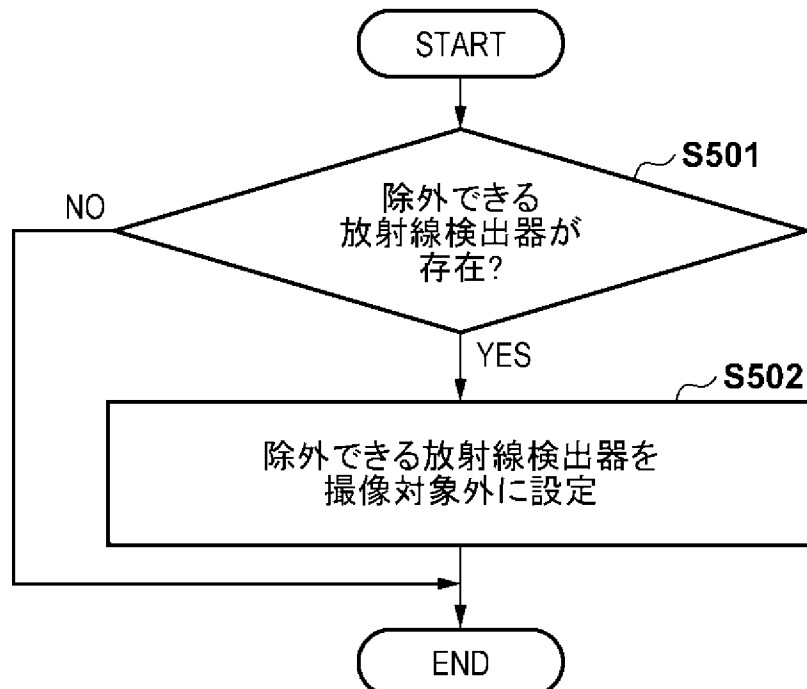 START
S501
除外できる
放射線検出器が
存在?
NO
YES
S502
除外できる放射線検出器を
撮像対象外に設定
END